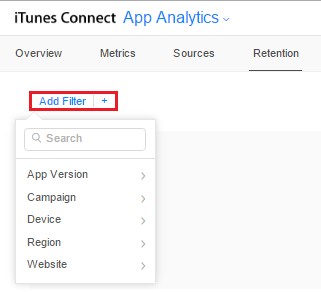 iTunes Connect App Analytics
Overview Metrics Sources Retention
Add Filter +
Search
App Version
Campaign
Device
Region
Website